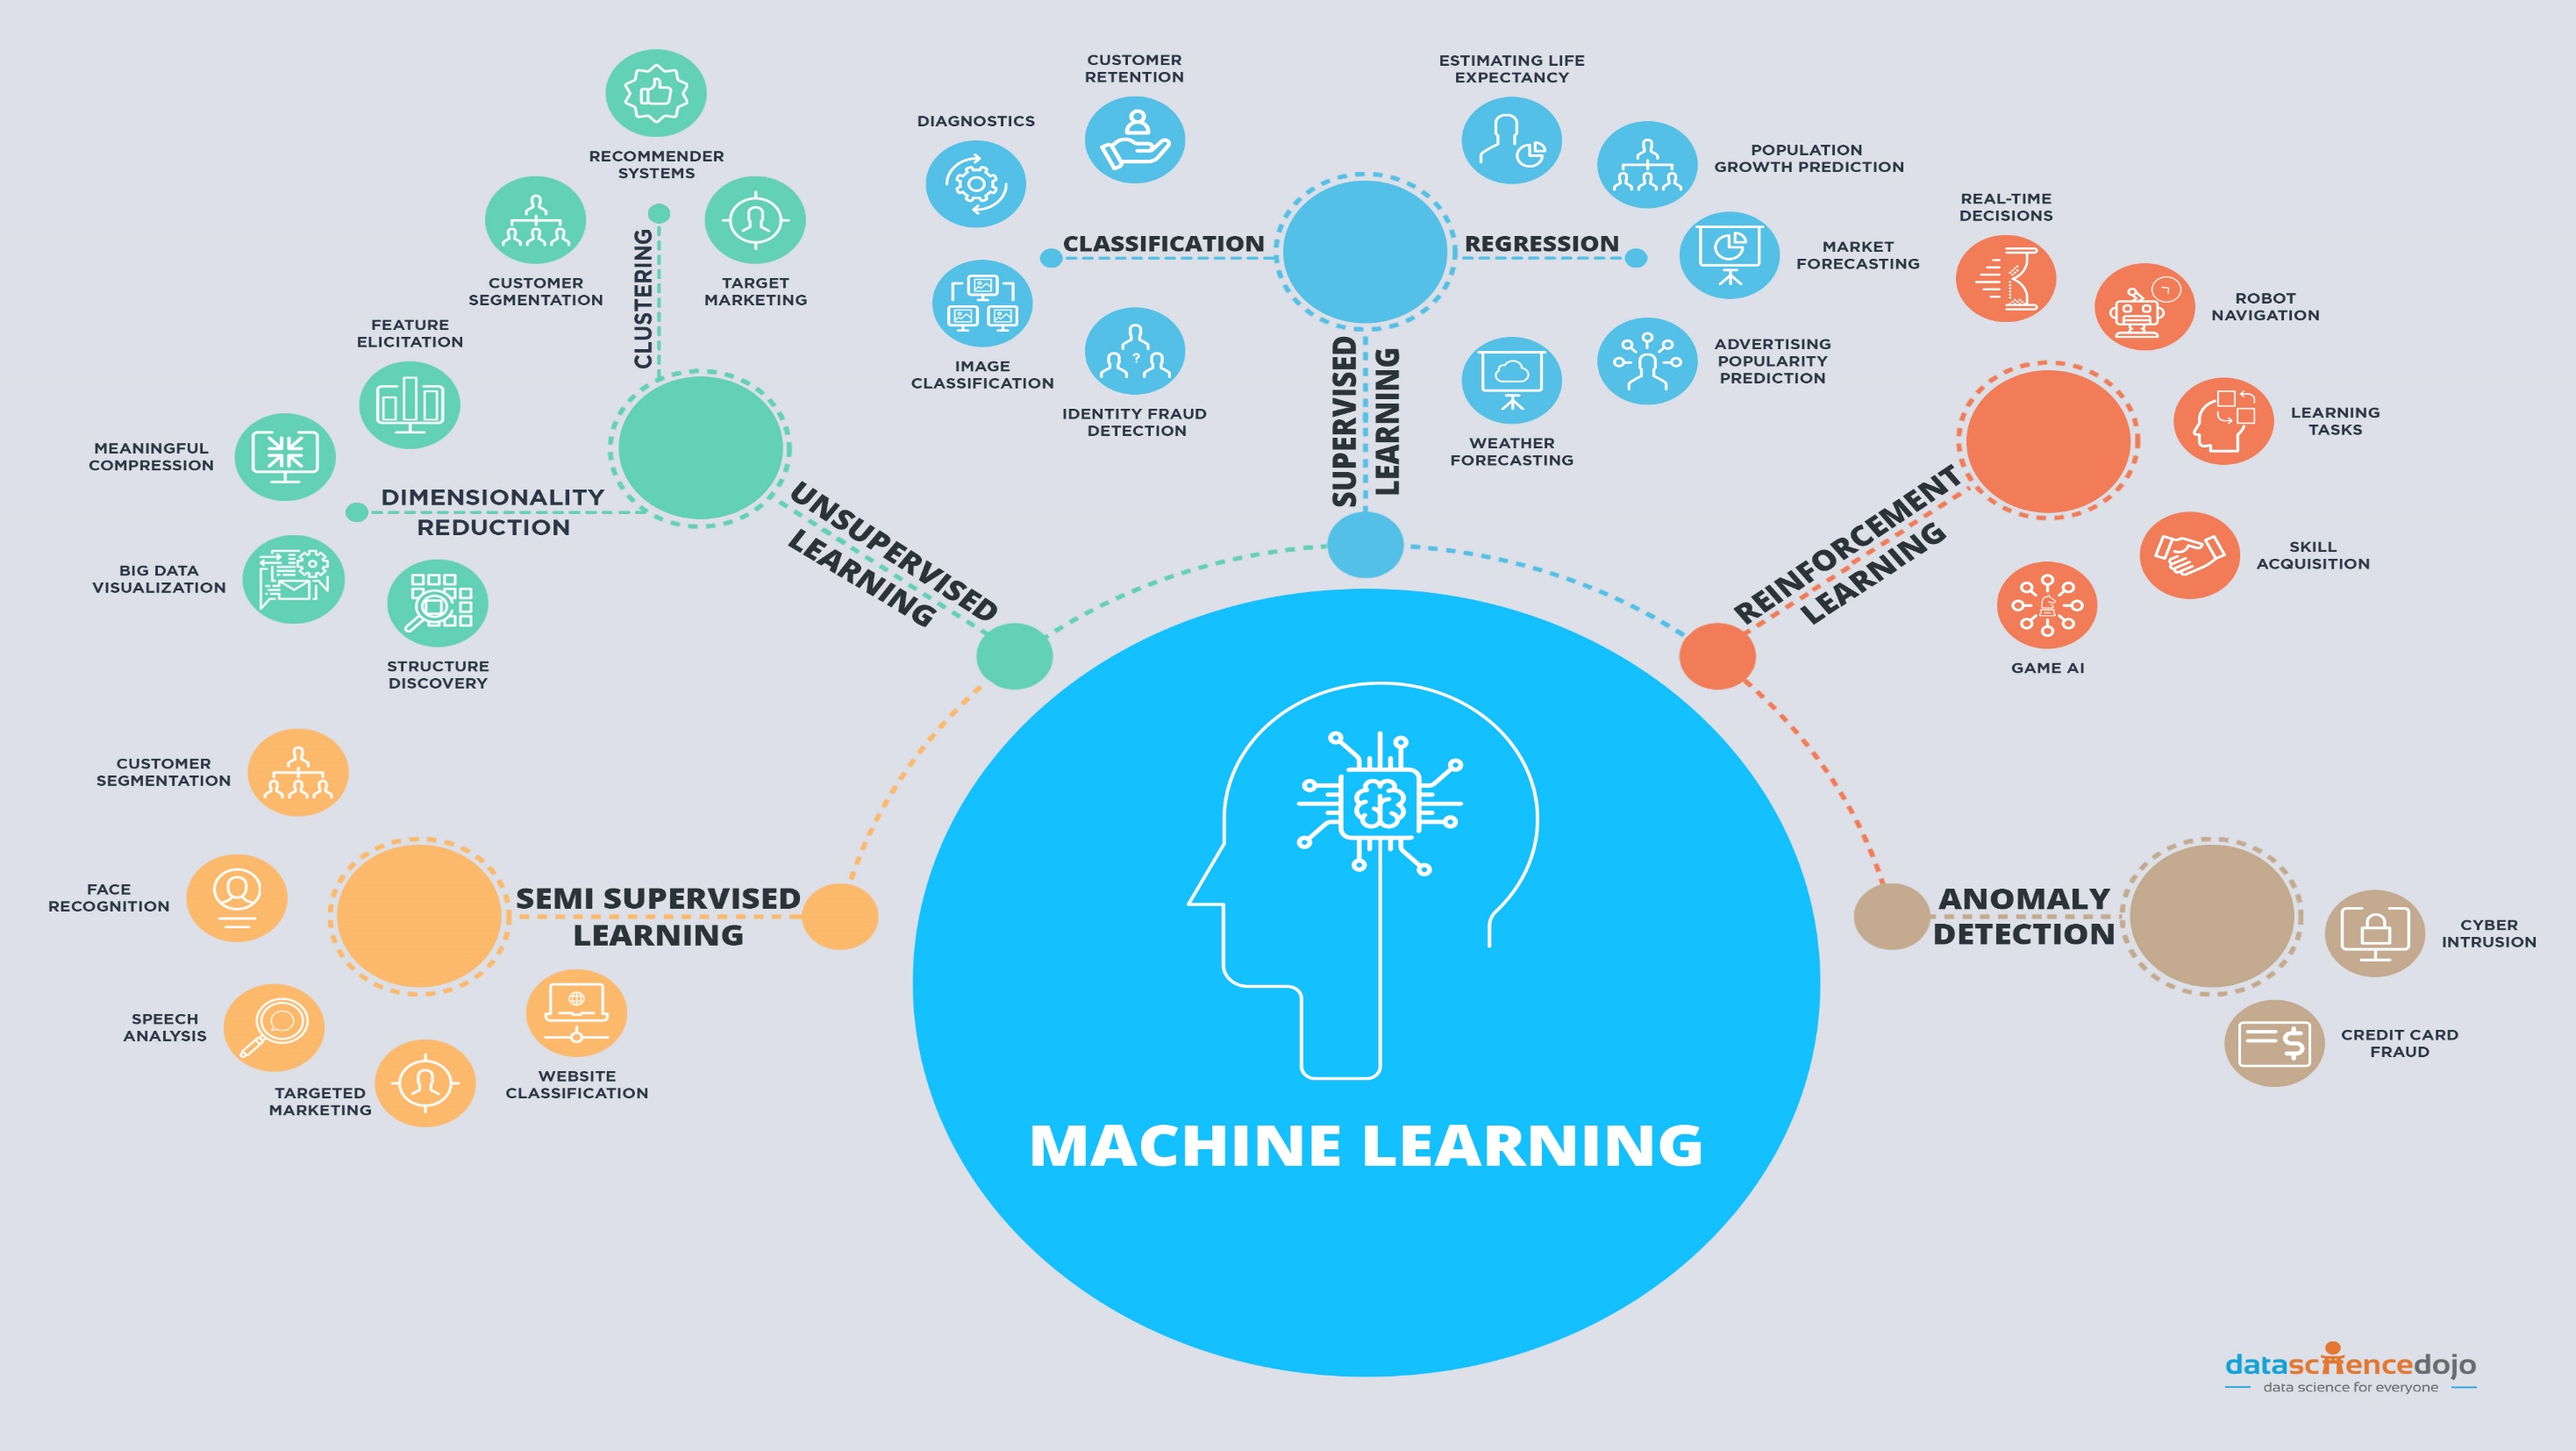 RECOMMENDER
SYSTEMS
CUSTOMER
SEGMENTATION
TARGET
MARKETING
CLUSTERING
FEATURE
ELICITATION
MEANINGFUL
COMPRESSION
DIMENSIONALITY
REDUCTION
BIG DATA
VISUALIZATION
STRUCTURE
DISCOVERY
UNSUPERVISED
LEARNING
CUSTOMER
RETENTION
DIAGNOSTICS
CLASSIFICATION
IMAGE
CLASSIFICATION
IDENTITY FRAUD
DETECTION
?
ESTIMATING LIFE
EXPECTANCY
POPULATION
GROWTH PREDICTION
REGRESSION
MARKET
FORECASTING
ADVERTISING
POPULARITY
PREDICTION
WEATHER
FORECASTING
SUPERVISED
LEARNING
REAL-TIME
DECISIONS
ROBOT
NAVIGATION
LEARNING
TASKS
SKILL
ACQUISITION
GAME AI
REINFORCEMENT
LEARNING
CUSTOMER
SEGMENTATION
FACE
RECOGNITION
SEMI SUPERVISED
LEARNING
SPEECH
ANALYSIS
TARGETED
MARKETING
WEBSITE
CLASSIFICATION
ANOMALY
DETECTION
CYBER
INTRUSION
$
CREDIT CARD
FRAUD
MACHINE LEARNING
datasciencedojo
data science for everyone